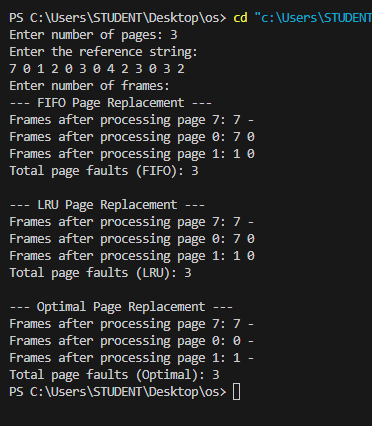 PS C:\Users\STUDENT\Desktop\os> cd "c:\Users\STUDENT
Enter number of pages: 3
Enter the reference string:
7 0 1 2 0 3 0 4 2 3 0 3 2
Enter number of frames:
--- FIFO Page Replacement ---
Frames after processing page 7: 7 -
Frames after processing page 0: 7 0
Frames after processing page 1: 1 0
Total page faults (FIFO): 3

--- LRU Page Replacement ---
Frames after processing page 7: 7 -
Frames after processing page 0: 7 0
Frames after processing page 1: 1 0
Total page faults (LRU): 3

--- Optimal Page Replacement ---
Frames after processing page 7: 7 -
Frames after processing page 0: 0 -
Frames after processing page 1: 1 -
Total page faults (Optimal): 3
PS C:\Users\STUDENT\Desktop\os>